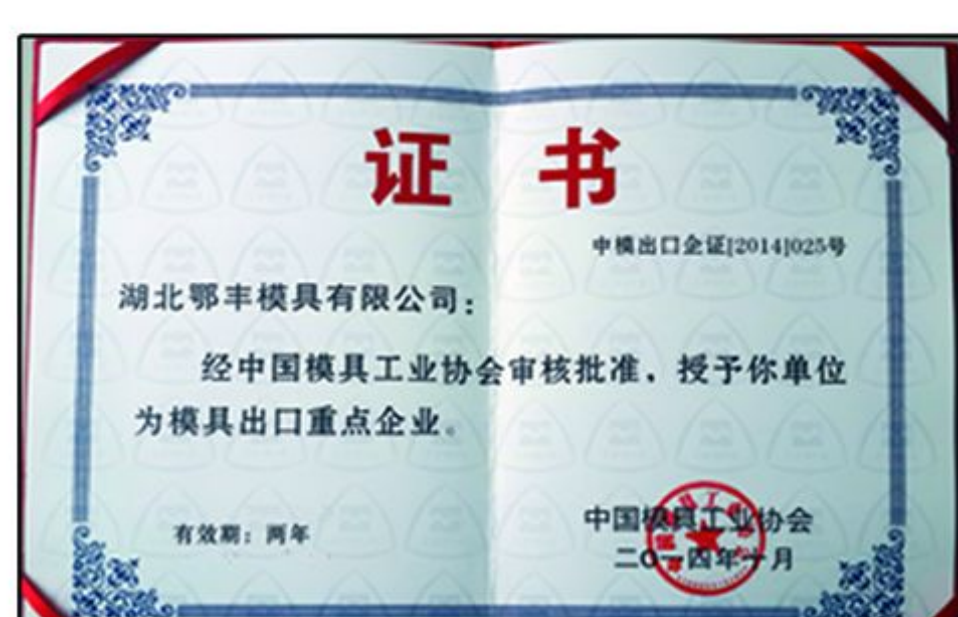 证 书
中模出口企证[2014]025号
湖北鄂丰模具有限公司：
经中国模具工业协会审核批准，授予你单位
为模具出口重点企业。
有效期：两年
中国模具工业协会
二〇一四年一月